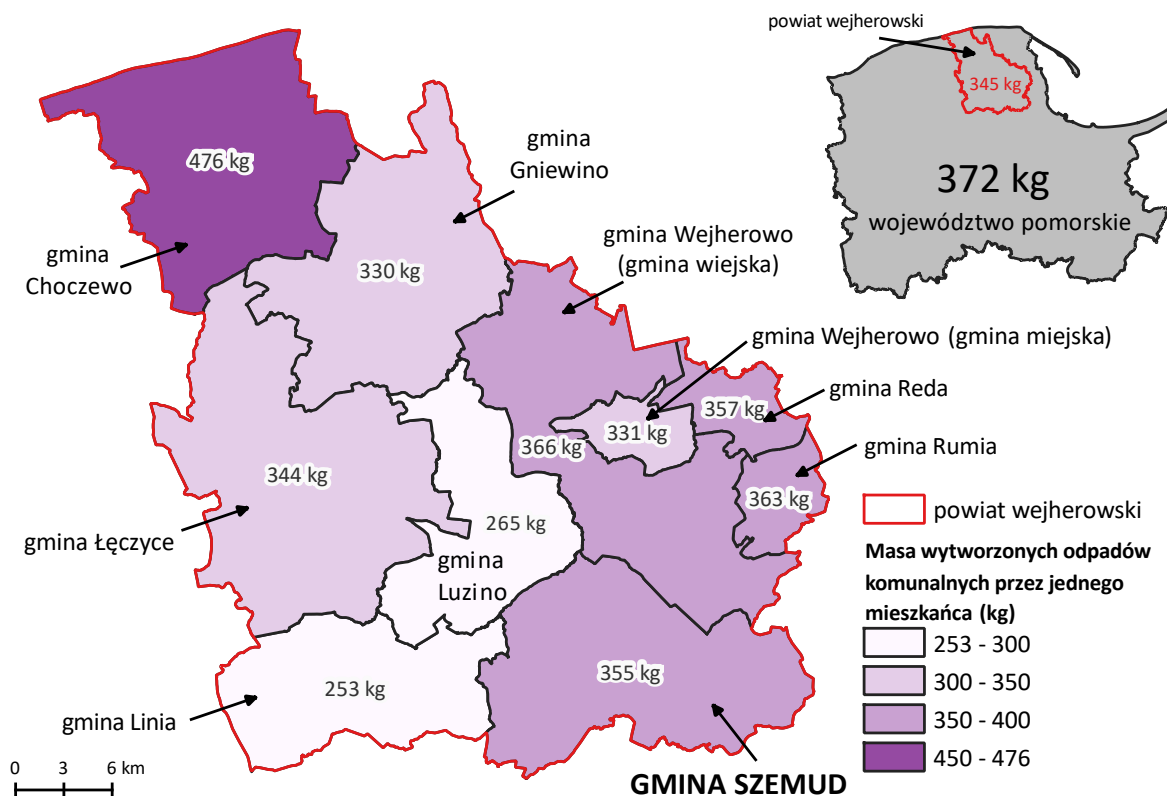 powiat wejherowski
345 kg
372 kg
województwo pomorskie
476 kg
gmina
Gniewino
gmina
Choczewo
330 kg
gmina Wejherowo
(gmina wiejska)
gmina Wejherowo (gmina miejska)
357 kg
gmina Reda
331 kg
366 kg
gmina Rumia
363 kg
344 kg
265 kg
gmina Łęczyce
gmina
Luzino
253 kg
gmina Linia
355 kg
GMINA SZEMUD
0 3 6 km
powiat wejherowski
Masa wytworzonych odpadów
komunalnych przez jednego
mieszkańca (kg)
253 - 300
300 - 350
350 - 400
450 - 476